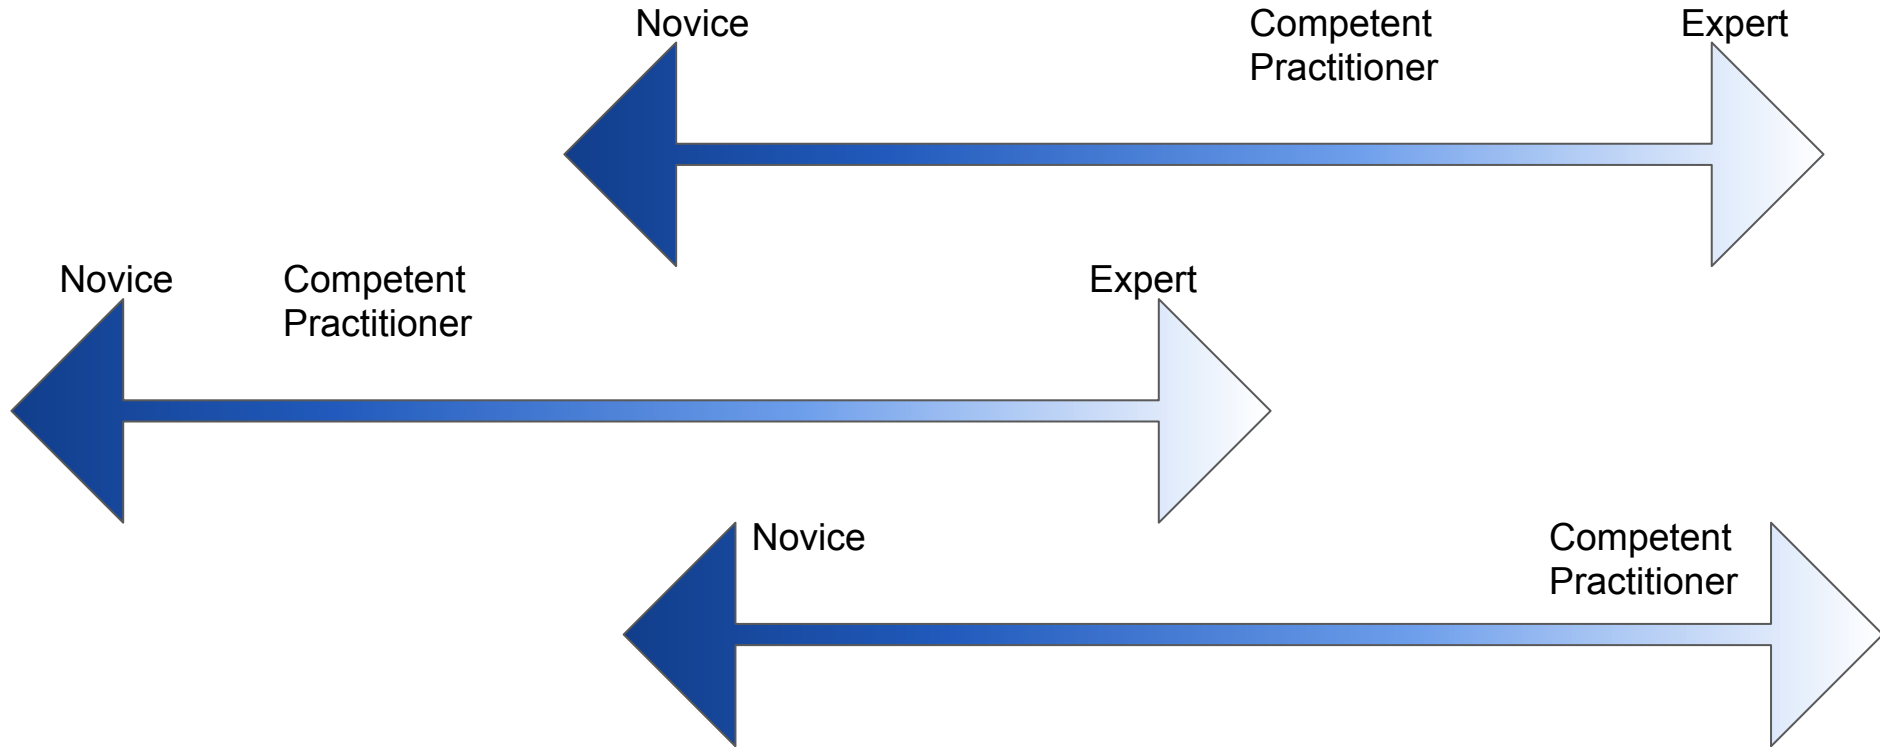 Novice
Competent
Practitioner
Expert
Novice
Competent
Practitioner
Expert
Novice
Competent
Practitioner